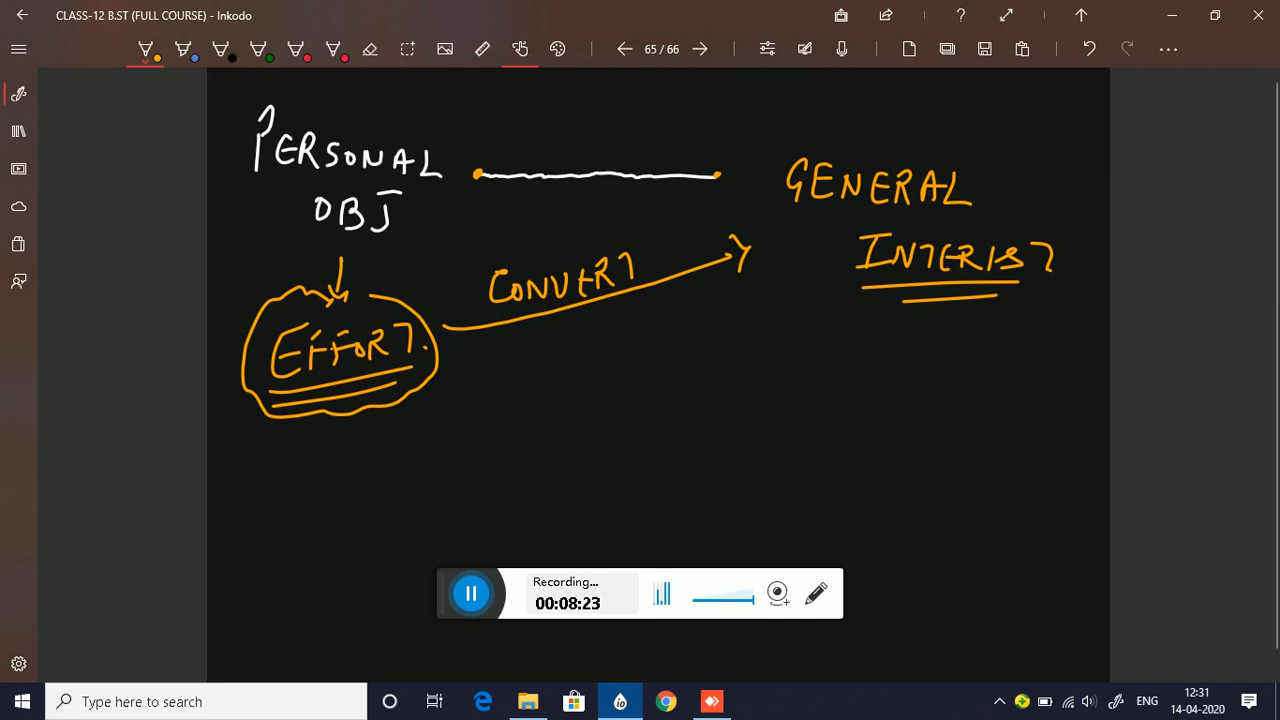 CLASS-12 B.ST (FULL COURSE) - Inkodo
65 / 66
PERSONAL
OBJ
GENERAL
INTERIST
CONVERT
EFFORT.
Recording...
00:08:23
Type here to search
ENG
12:31
14-04-2020